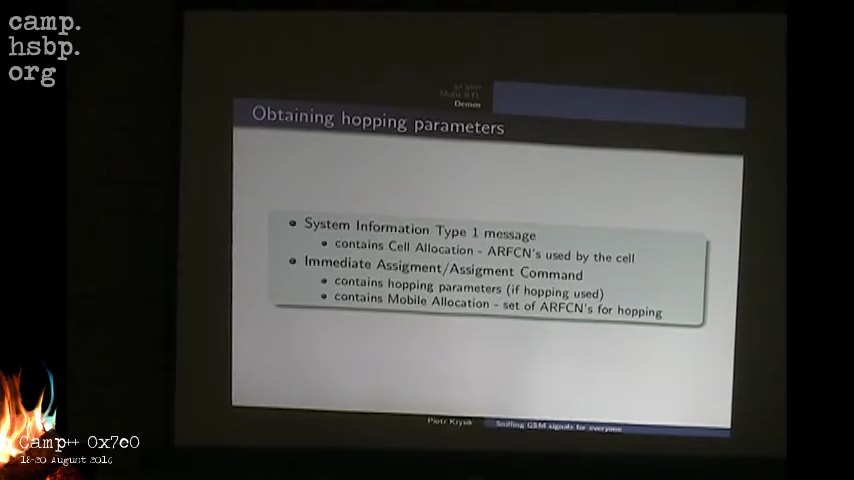 camp.
hsbp.
org
Demos
Obtaining hopping parameters
System Information Type 1 message
contains Cell Allocation - ARFCN's used by the cell
Immediate Assigment/Assigment Command
contains hopping parameters (if hopping used)
contains Mobile Allocation - set of ARFCN's for hopping
Piotr Krysik
Sniffing GSM signals for everyone
Camp++ 0x7e0
18-20 August 2016